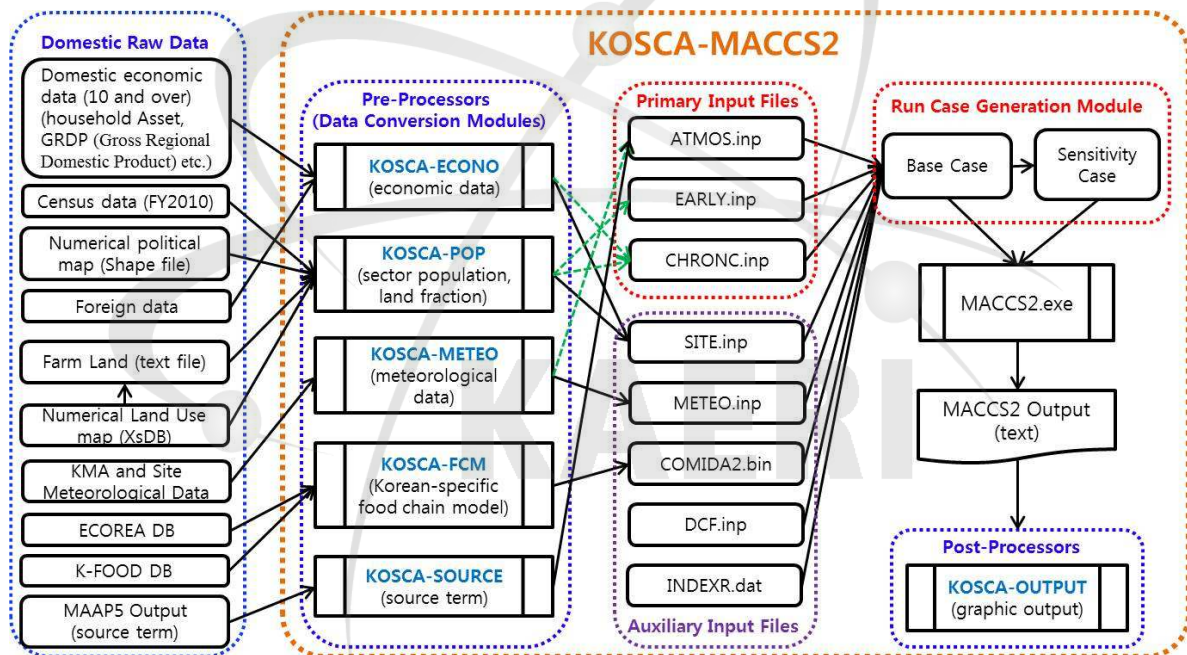 Domestic Raw Data
Domestic economic
data (10 and over)
(household Asset,
GRDP (Gross Regional
Domestic Product) etc.)
Census data (FY2010)
Numerical political
map (Shape file)
Foreign data
Farm Land (text file)
Numerical Land Use
map (XsDB)
KMA and Site
Meteorological Data
ECOREA DB
K-FOOD DB
MAAP5 Output
(source term)
KOSCA-MACCS2
Pre-Processors
(Data Conversion Modules)
KOSCA-ECONO
(economic data)
KOSCA-POP
(sector population,
land fraction)
KOSCA-METEO
(meteorological
data)
KOSCA-FCM
(Korean-specific
food chain model)
KOSCA-SOURCE
(source term)
Primary Input Files
ATMOS.inp
EARLY.inp
CHRONC.inp
SITE.inp
METEO.inp
COMIDA2.bin
DCF.inp
INDEXR.dat
Auxiliary Input Files
Run Case Generation Module
Base Case
Sensitivity
Case
MACCS2.exe
MACCS2 Output
(text)
Post-Processors
KOSCA-OUTPUT
(graphic output)
KAERI